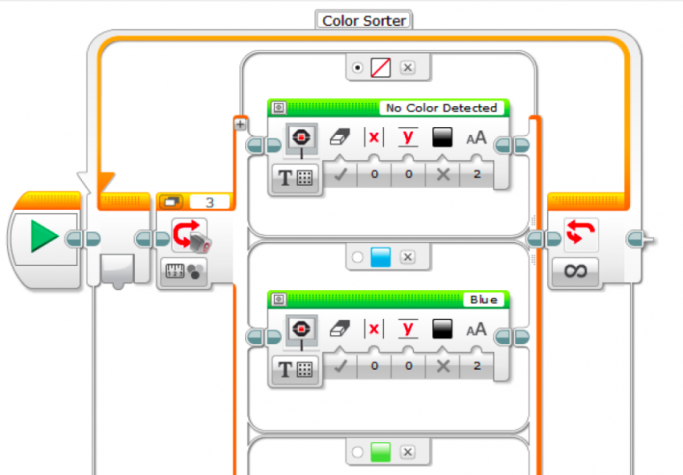 Color Sorter
No Color Detected
x y AA
T ✓ 0 0 X 2
3
Blue
x y AA
T ✓ 0 0 X 2
∞